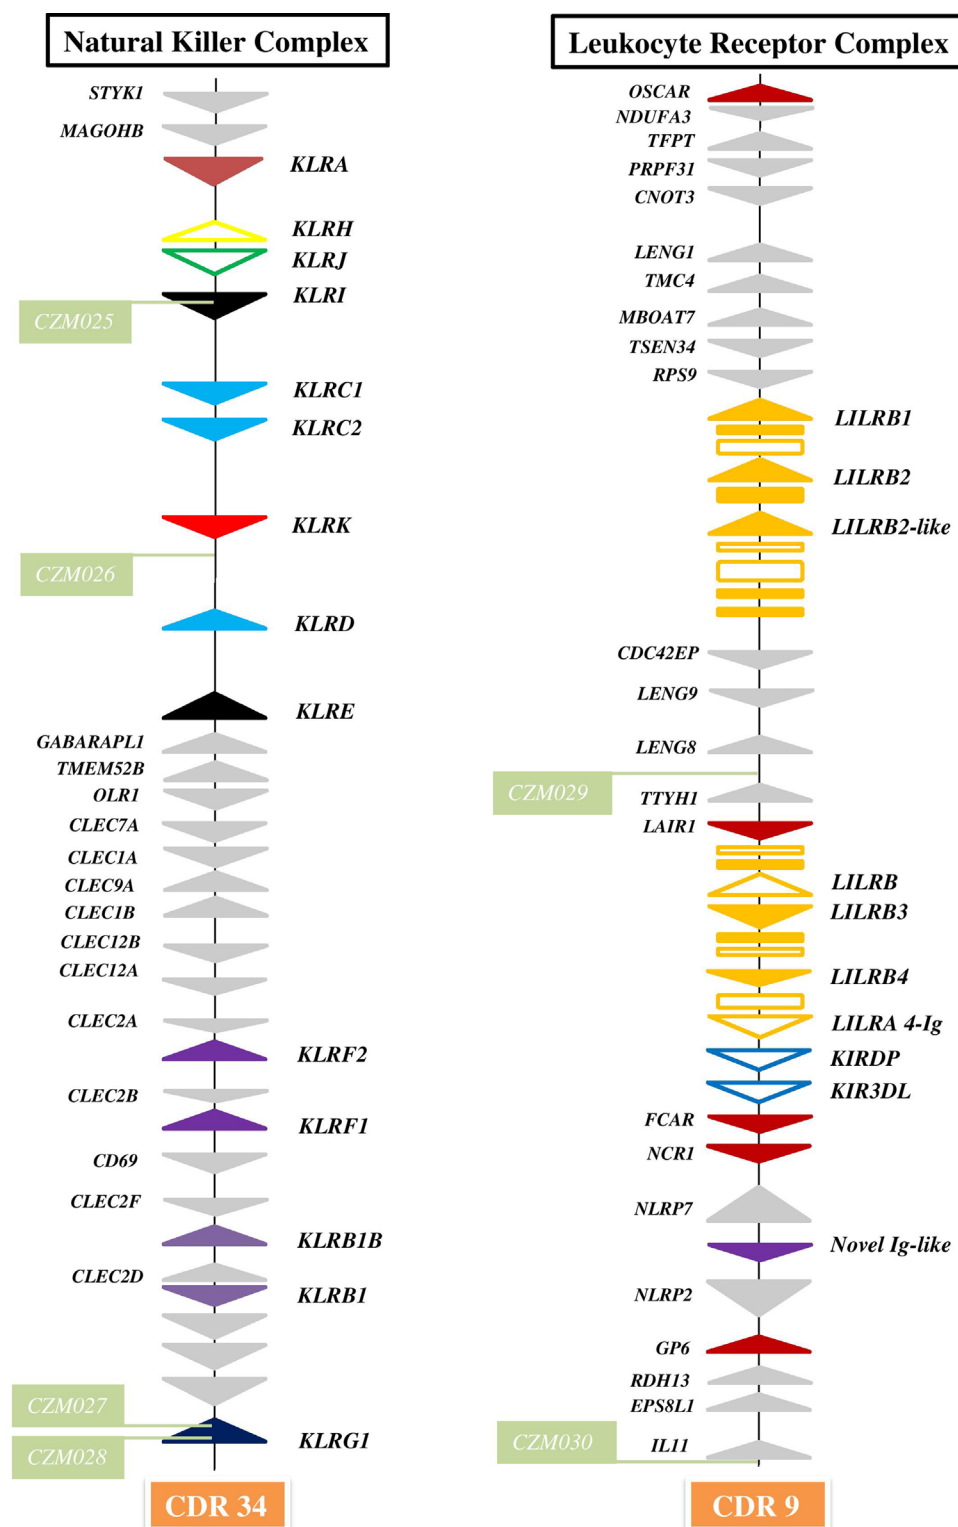 Natural Killer Complex
STYK1
MAGOHB
KLRA
KLRH
KLRJ
KLRI
CZM025
KLRC1
KLRC2
KLRK
CZM026
KLRD
KLRE
GABARAPL1
TMEM52B
OLR1
CLEC7A
CLEC1A
CLEC9A
CLEC1B
CLEC12B
CLEC12A
CLEC2A
KLRF2
CLEC2B
KLRF1
CD69
CLEC2F
KLRB1B
CLEC2D
KLRB1
CZM027
KLRG1
CZM028
CDR 34
Leukocyte Receptor Complex
OSCAR
NDUFA3
TFPT
PRPF31
CNOT3
LENG1
TMC4
MBOAT7
TSEN34
RPS9
LILRB1
LILRB2
LILRB2-like
CDC42EP
LENG9
LENG8
CZM029
TTYH1
LAIR1
LILRB
LILRB3
LILRB4
LILRA 4-Ig
KIRDP
KIR3DL
FCAR
NCR1
NLRP7
Novel Ig-like
NLRP2
GP6
RDH13
EPS8L1
CZM030
IL11
CDR 9